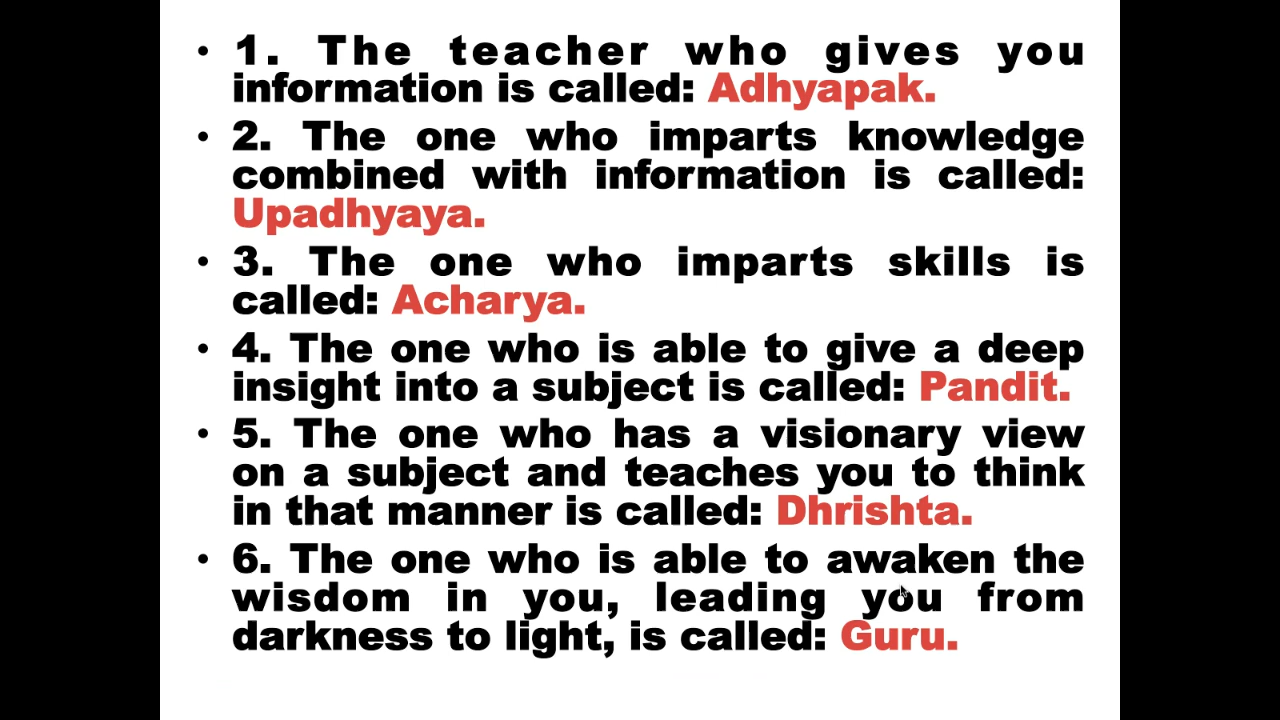 • 1. The teacher who gives you
information is called: Adhyapak.
• 2. The one who imparts knowledge
combined with information is called:
Upadhyaya.
• 3. The one who imparts skills is
called: Acharya.
• 4. The one who is able to give a deep
insight into a subject is called: Pandit.
• 5. The one who has a visionary view
on a subject and teaches you to think
in that manner is called: Dhrishta.
• 6. The one who is able to awaken the
wisdom in you, leading you from
darkness to light, is called: Guru.